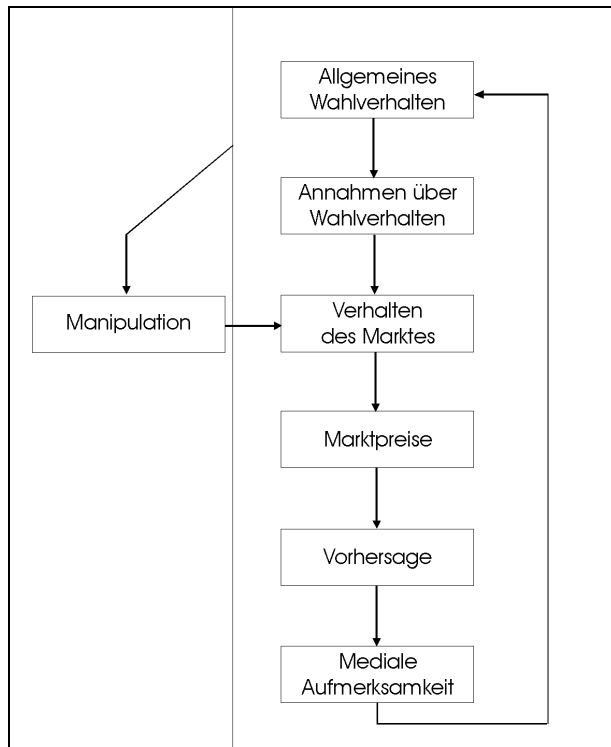 Allgemeines
Wahlverhalten
Annahmen über
Wahlverhalten
Manipulation
Verhalten
des Marktes
Marktpreise
Vorhersage
Mediale
Aufmerksamkeit